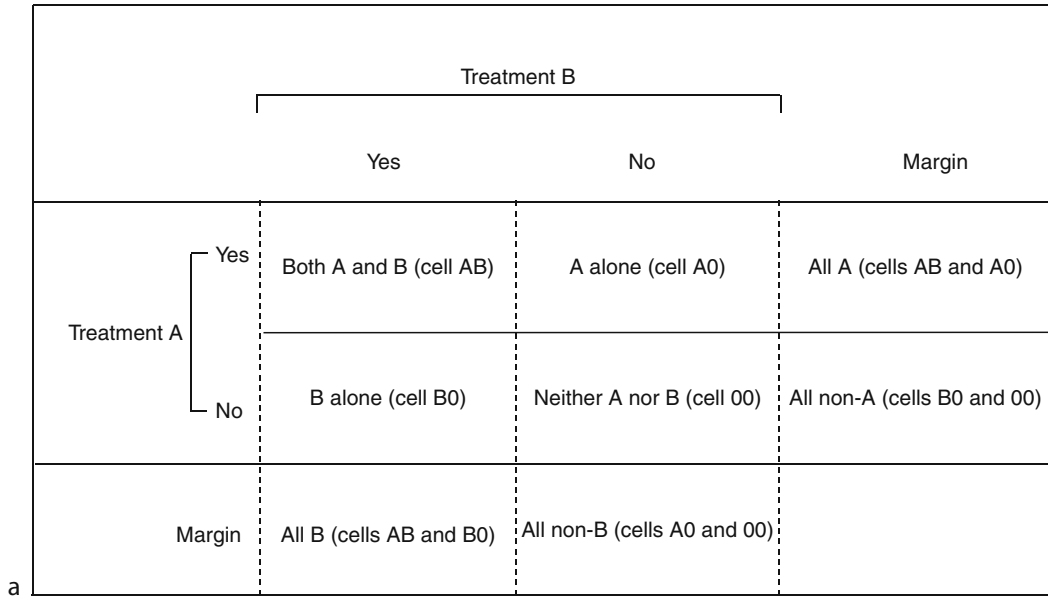 Treatment B
Yes No Margin
Yes Both A and B (cell AB) A alone (cell A0) All A (cells AB and A0)
Treatment A
No B alone (cell B0) Neither A nor B (cell 00) All non-A (cells B0 and 00)
Margin All B (cells AB and B0) All non-B (cells A0 and 00)
a